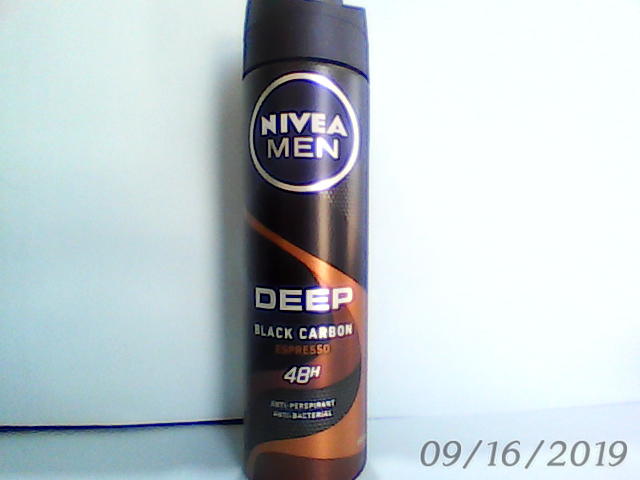 NIVEA
MEN
DEEP
BLACK CARBON
ESPRESSO
48H
ANTI-PERSPIRANT
ANTI-BACTERIAL
09/16/2019